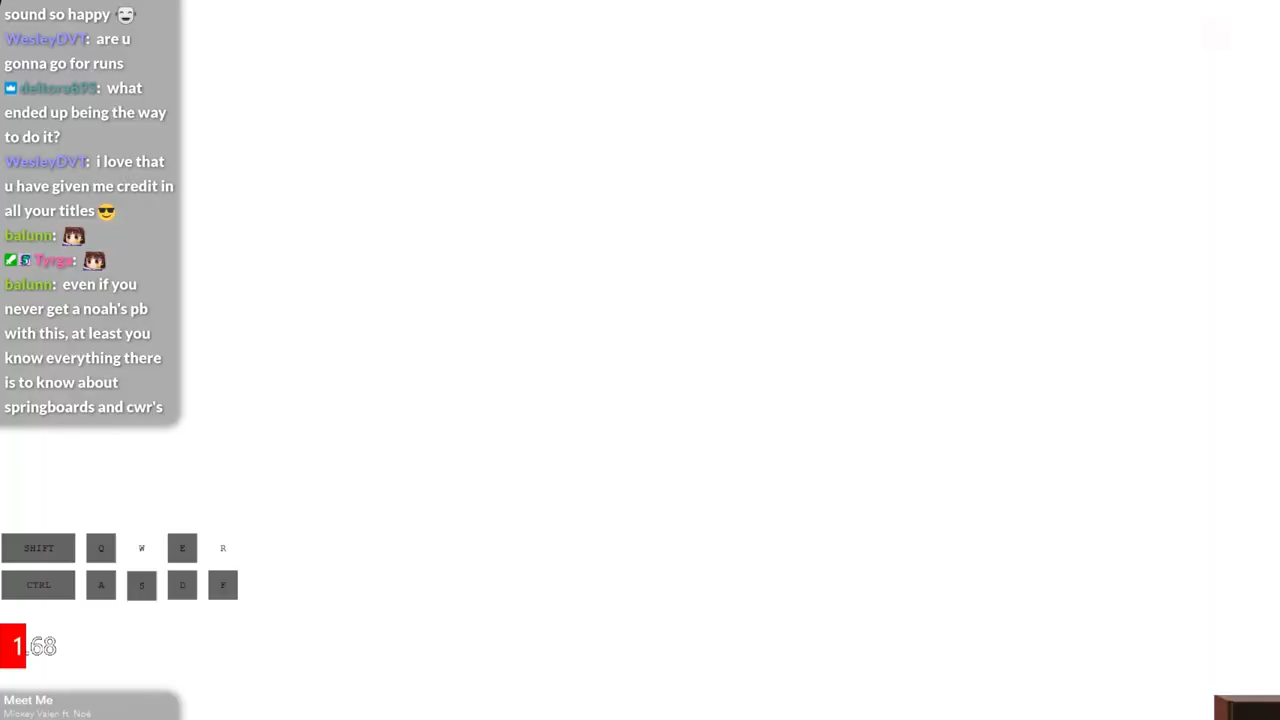 sound so happy
WesleyDVT: are u
gonna go for runs
deltora895: what
ended up being the way
to do it?
WesleyDVT: i love that
u have given me credit in
all your titles
balunn:
Tyrga:
balunn: even if you
never get a noah's pb
with this, at least you
know everything there
is to know about
springboards and cwr's
SHIFT Q W E R
CTRL A S D F
1.68
Meet Me
Mioxey Valen ft. Noé